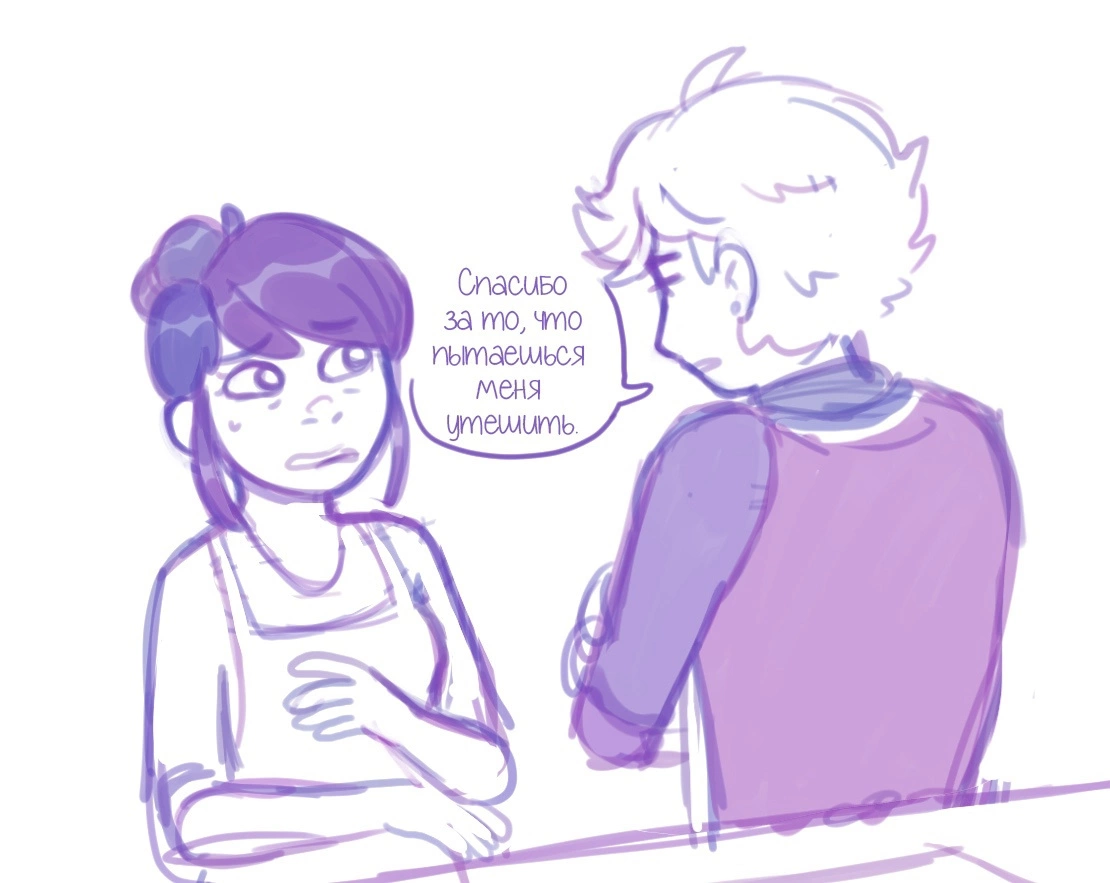 Спасибо
за то, что
пытаешься
меня
утешить.